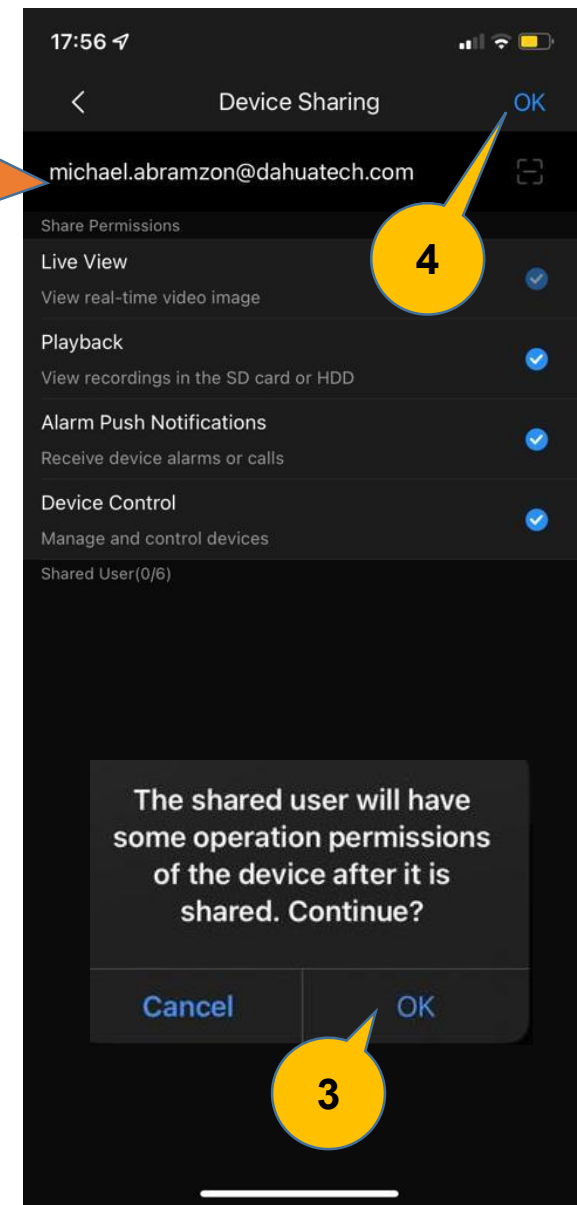 17:56
Device Sharing
OK
michael.abramzon@dahuatech.com
Share Permissions
4
Live View
View real-time video image
Playback
View recordings in the SD card or HDD
Alarm Push Notifications
Receive device alarms or calls
Device Control
Manage and control devices
Shared User(0/6)
The shared user will have
some operation permissions
of the device after it is
shared. Continue?
Cancel
OK
3